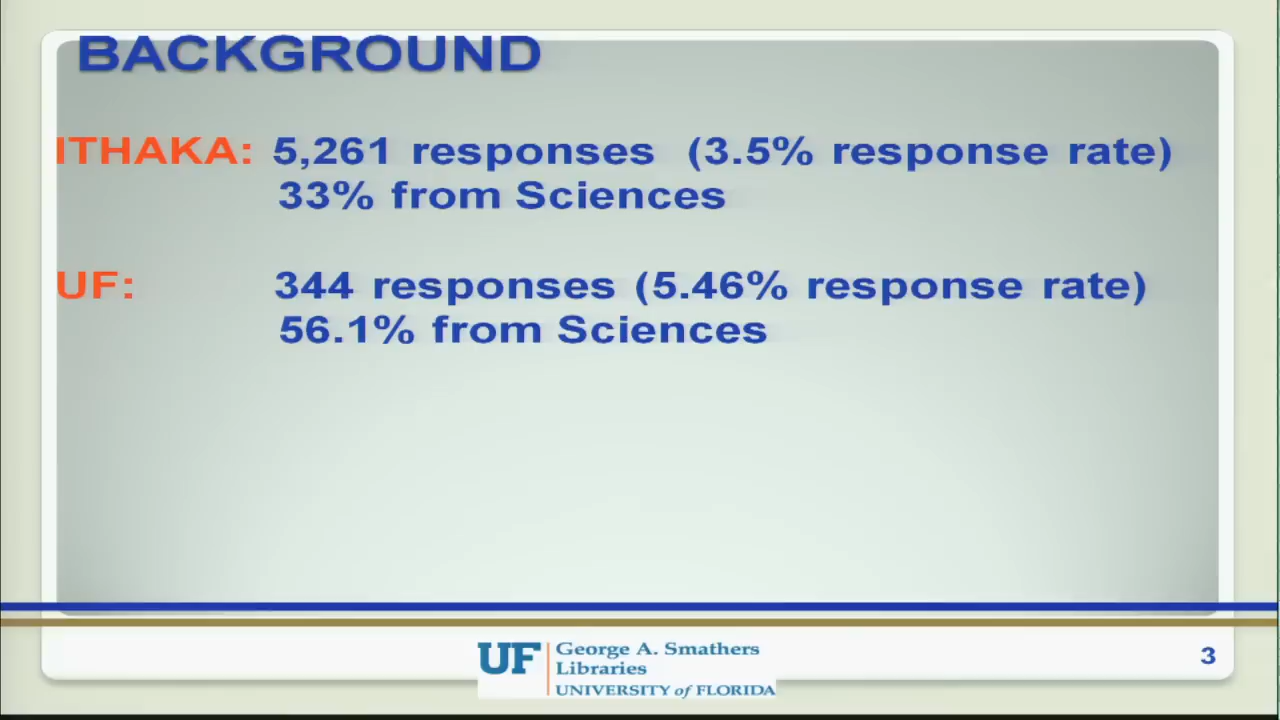 BACKGROUND
ITHAKA: 5,261 responses (3.5% response rate)
33% from Sciences
UF: 344 responses (5.46% response rate)
56.1% from Sciences
UF George A. Smathers
Libraries
UNIVERSITY of FLORIDA
3